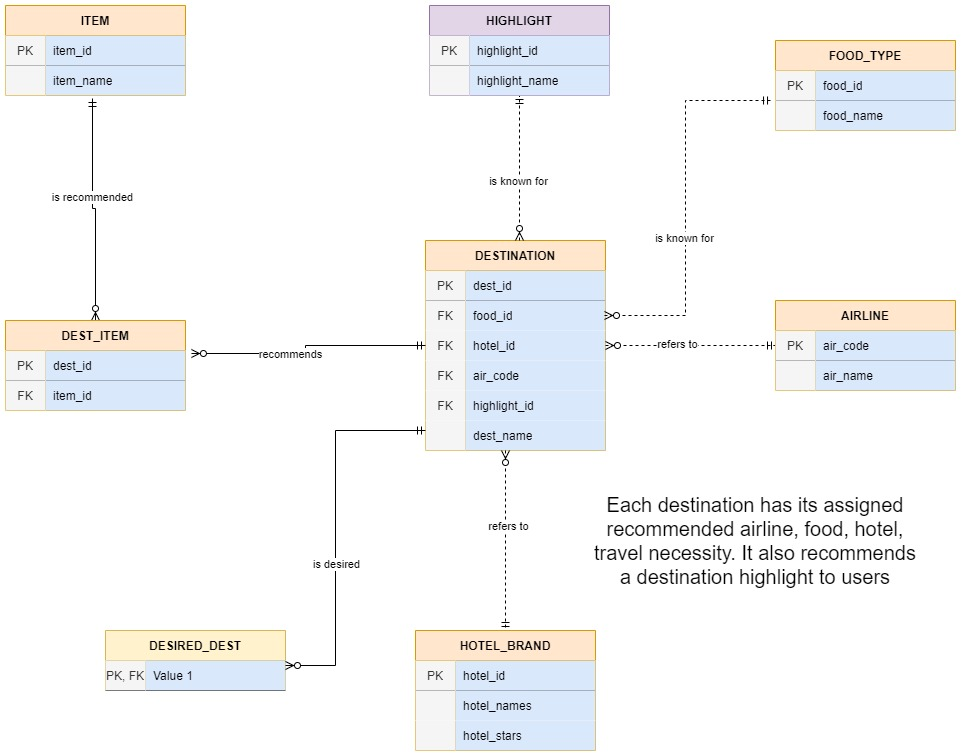 ITEM
PK item_id
item_name
HIGHLIGHT
PK highlight_id
highlight_name
FOOD_TYPE
PK food_id
food_name
is recommended
is known for
is known for
DESTINATION
PK dest_id
FK food_id
FK hotel_id
FK air_code
FK highlight_id
dest_name
AIRLINE
PK air_code
air_name
refers to
DEST_ITEM
PK dest_id
FK item_id
recommends
refers to
is desired
Each destination has its assigned
recommended airline, food, hotel,
travel necessity. It also recommends
a destination highlight to users
DESIRED_DEST
PK, FK Value 1
HOTEL_BRAND
PK hotel_id
hotel_names
hotel_stars